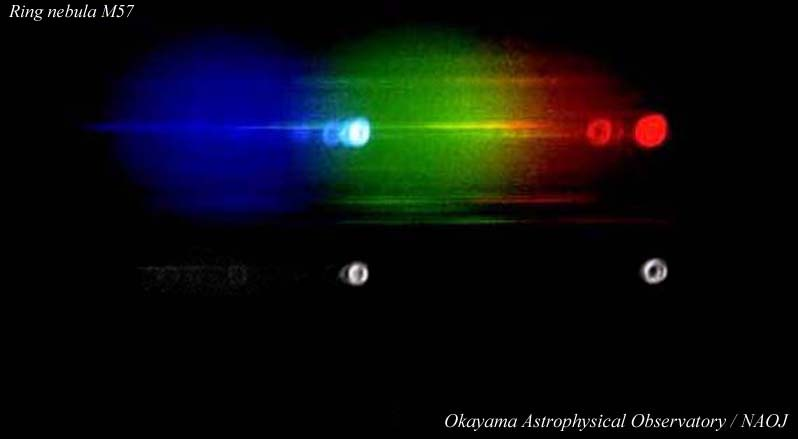 Ring nebula M57
Okayama Astrophysical Observatory / NAOJ